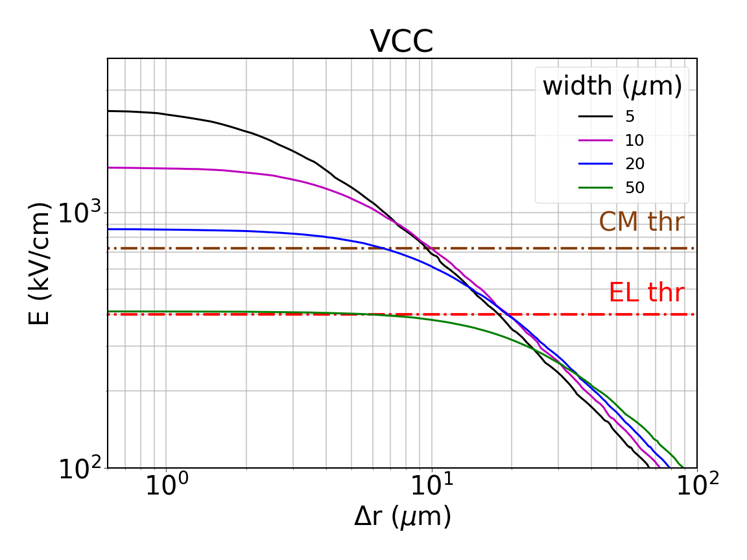 VCC
width (μm)
5
10
20
50
CM thr
EL thr
10³
10²
E (kV/cm)
10⁰
10¹
10²
Δr (μm)